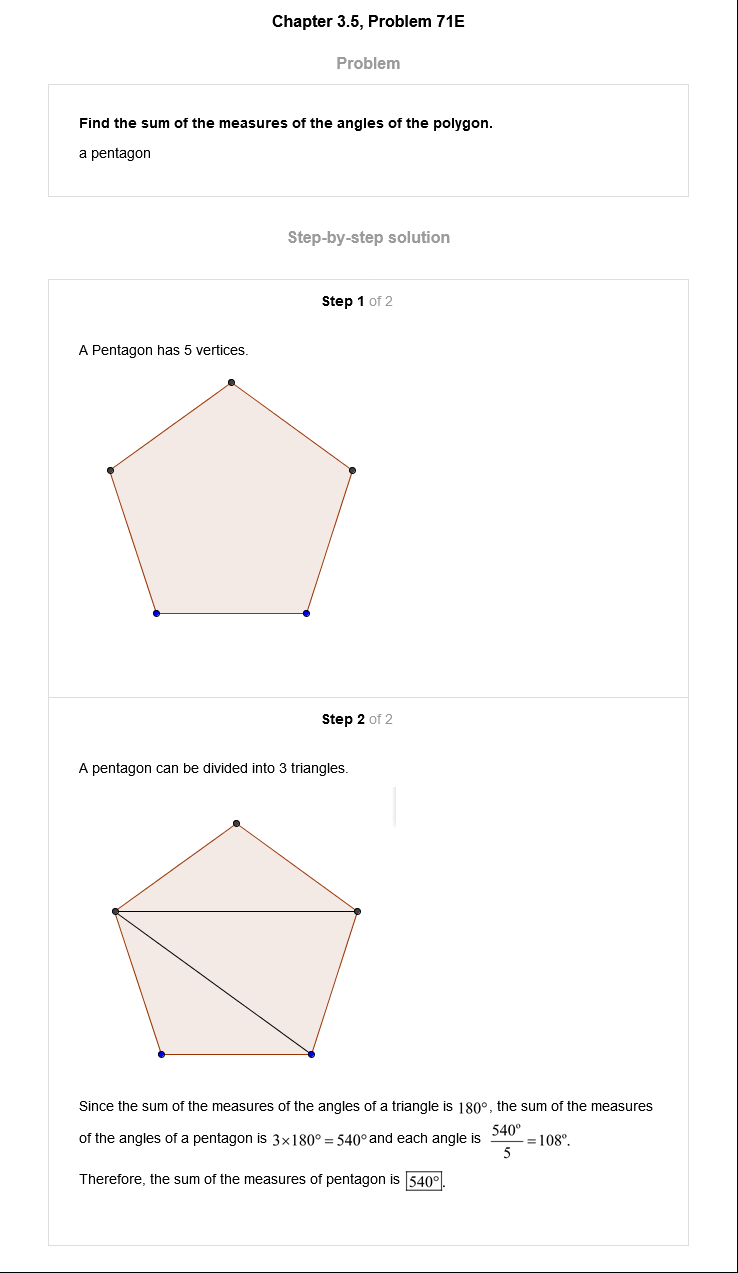 Chapter 3.5, Problem 71E
Problem
Find the sum of the measures of the angles of the polygon.
a pentagon
Step-by-step solution
Step 1 of 2
A Pentagon has 5 vertices.
Step 2 of 2
A pentagon can be divided into 3 triangles.
Since the sum of the measures of the angles of a triangle is 180°, the sum of the measures
of the angles of a pentagon is 3×180° = 540° and each angle is 540°/5 = 108°.
Therefore, the sum of the measures of pentagon is 540°.